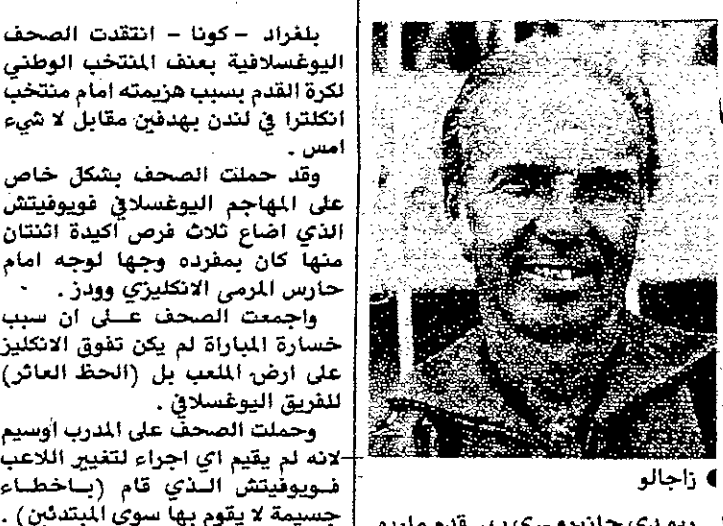 بلغراد - كونا - انتقدت الصحف
اليوغسلافية بعنف المنتخب الوطني
لكرة القدم بسبب هزيمته امام منتخب
انكلترا في لندن بهدفين مقابل لا شيء
امس .
وقد حملت الصحف بشكل خاص
على المهاجم اليوغسلافي فويوفيتش
الذي اضاع ثلاث فرص اكيدة اثنتان
منها كان بمفرده وجها لوجه امام
حارس المرمى الانكليزي وودز .
واجمعت الصحف على ان سبب
خسارة المباراة لم يكن تفوق الانكليز
على ارض الملعب بل (الحظ العاثر)
للفريق اليوغسلافي .
وحملت الصحف على المدرب اوسيم
لانه لم يقيم اي اجراء لتغيير اللاعب
فويوفيتش الذي قام (باخطاء
جسيمة لا يقوم بها سوى المبتدئين) .
زاجالو
ريو دي جانيرو -